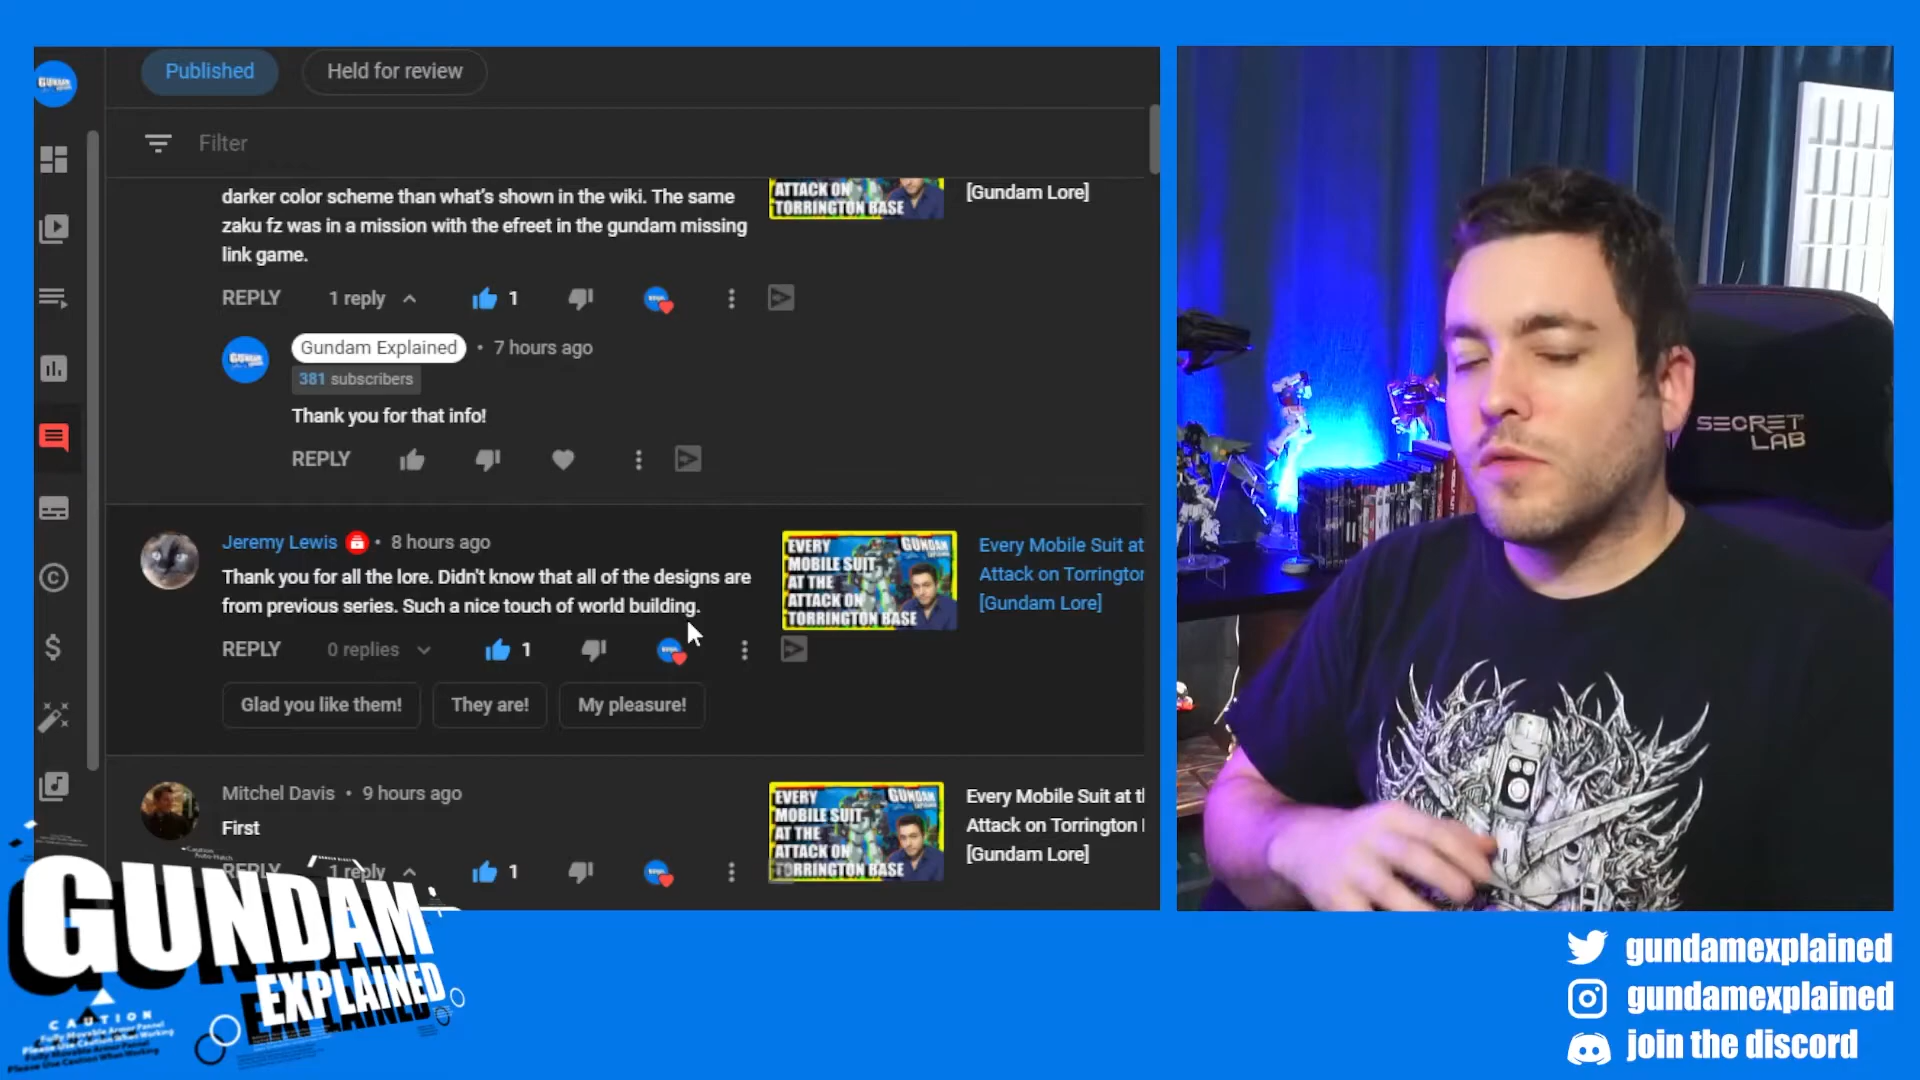 Published
Held for review
Filter
darker color scheme than what's shown in the wiki. The same
zaku fz was in a mission with the efreet in the gundam missing
link game.
ATTACK ON
TORRINGTON BASE
[Gundam Lore]
REPLY
1 reply
1
Gundam Explained • 7 hours ago
381 subscribers
Thank you for that info!
REPLY
Jeremy Lewis • 8 hours ago
Thank you for all the lore. Didn't know that all of the designs are
from previous series. Such a nice touch of world building.
EVERY
MOBILE SUIT
AT THE
ATTACK ON
TORRINGTON BASE
GUNDAM
Every Mobile Suit at
Attack on Torringtor
[Gundam Lore]
REPLY
0 replies
1
Glad you like them!
They are!
My pleasure!
Mitchel Davis • 9 hours ago
First
EVERY
MOBILE SUIT
AT THE
ATTACK ON
TORRINGTON BASE
GUNDAM
Every Mobile Suit at t
Attack on Torrington
[Gundam Lore]
REPLY
1 reply
1
SECRET
LAB
GUNDAM
EXPLAINED
CAUTION
gundamexplained
gundamexplained
join the discord